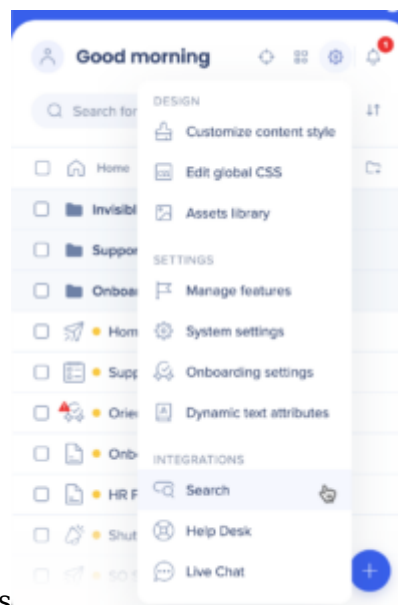 Good morning
1
Search for
DESIGN
Customize content style
Home
Edit global CSS
Invisibl
Assets library
Suppor
SETTINGS
Onboar
Manage features
Hom
System settings
Supp
Onboarding settings
Orie
Dynamic text attributes
Onb
INTEGRATIONS
HR F
Search
Shut
Help Desk
SO S
Live Chat
s